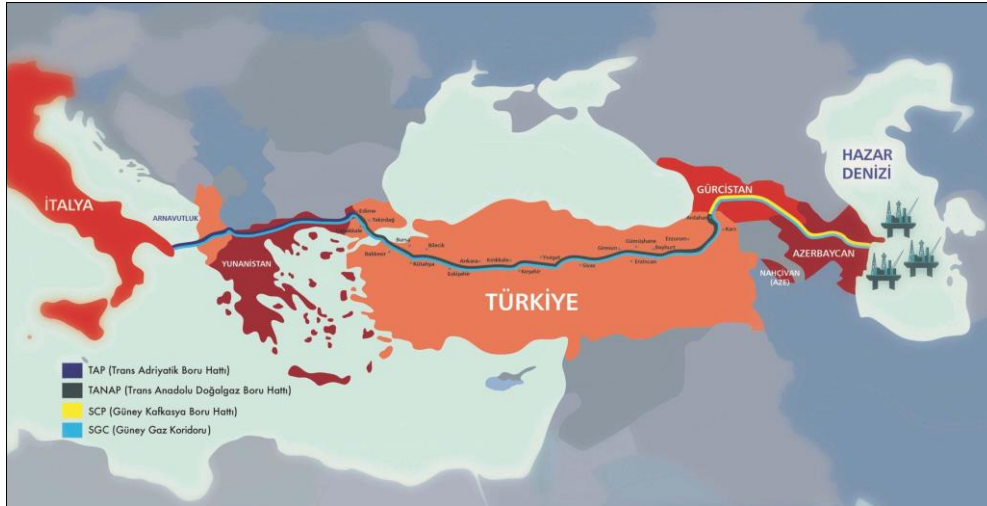 HAZAR
DENİZİ
GÜRCİSTAN
İTALYA
ARNAVUTLUK
Edirne
Tekirdağ
Ardahan
Kars
AZERBAYCAN
Bursa
Bilecik
Gümüşhane
Erzurum
Giresun
Bayburt
YUNANİSTAN
Balıkesir
Kütahya
Eskişehir
Ankara
Kırıkkale
Kırşehir
Yozgat
Sivas
Erzincan
NAHÇIVAN
(AZE)
TÜRKİYE
TAP (Trans Adriyatik Boru Hattı)
TANAP (Trans Anadolu Doğalgaz Boru Hattı)
SCP (Güney Kafkasya Boru Hattı)
SGC (Güney Gaz Koridoru)